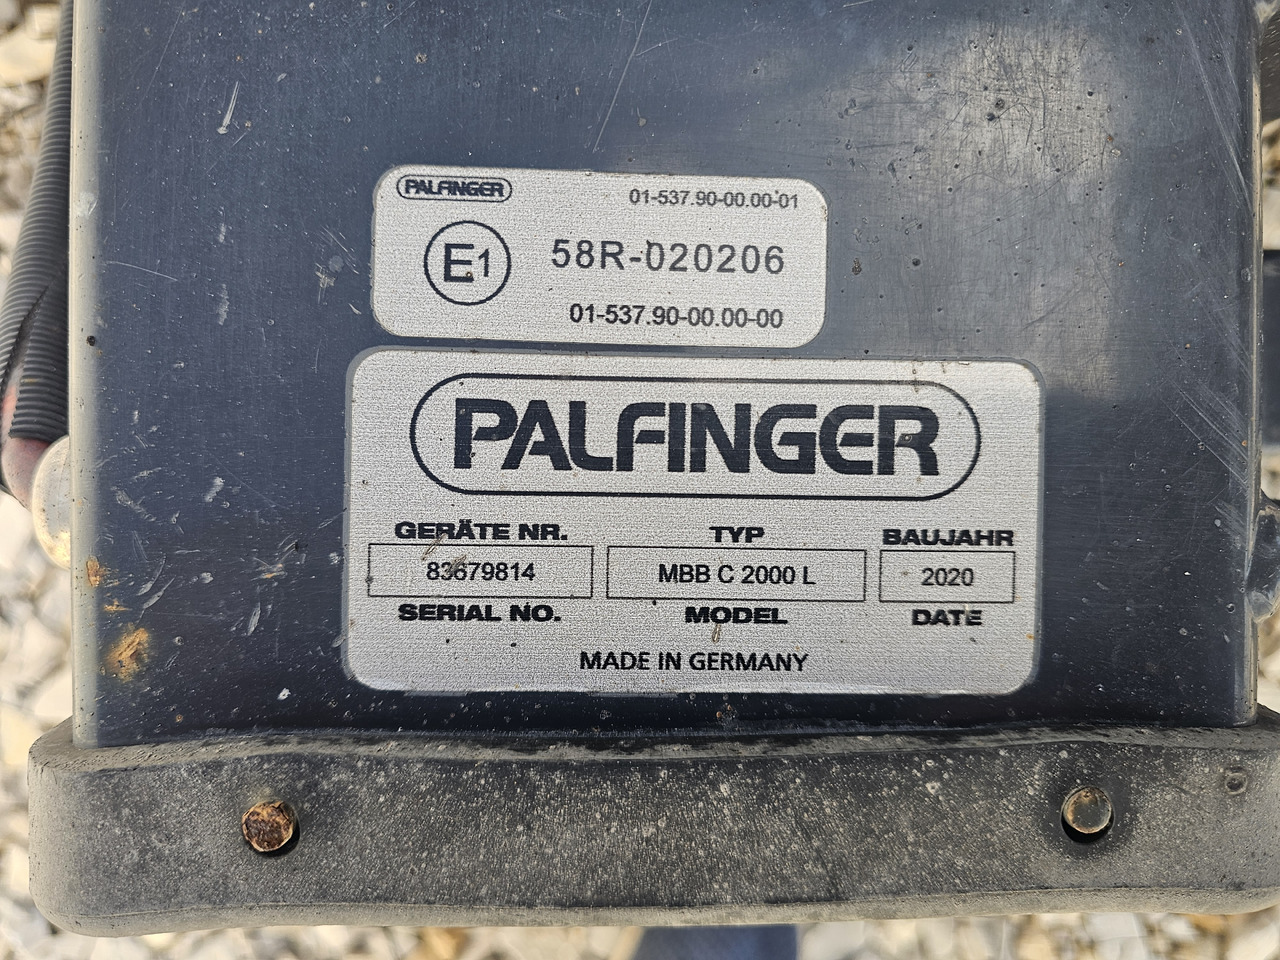 PALFINGER 01-537.90-00.00-01
E1 58R-020206
01-537.90-00.00-00
PALFINGER
GERÄTE NR. TYP BAUJAHR
83679814 MBB C 2000 L 2020
SERIAL NO. MODEL DATE
MADE IN GERMANY